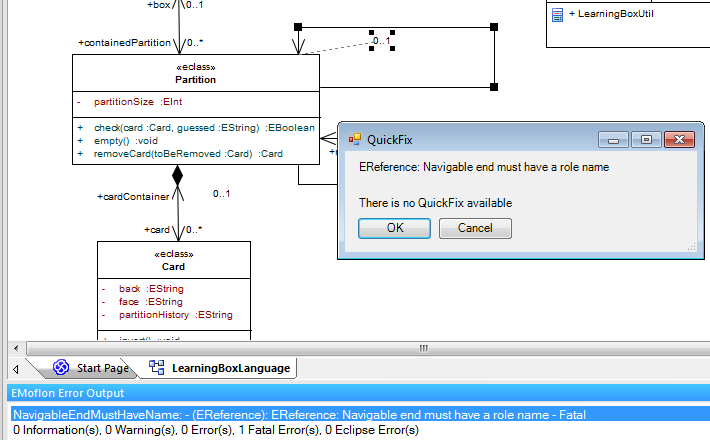 +box
0..1
+ LearningBoxUtil
+containedPartition
0..*
0..1
«eclass»
Partition
- partitionSize :EInt
+ check(card :Card, guessed :EString) :EBoolean
+ empty() :void
+ removeCard(toBeRemoved :Card) :Card
QuickFix
EReference: Navigable end must have a role name
There is no QuickFix available
OK
Cancel
+cardContainer
0..1
+card
0..*
«eclass»
Card
- back :EString
- face :EString
- partitionHistory :EString
Start Page
LearningBoxLanguage
EMoflon Error Output
NavigableEndMustHaveName: - (EReference): EReference: Navigable end must have a role name - Fatal
0 Information(s), 0 Warning(s), 0 Error(s), 1 Fatal Error(s), 0 Eclipse Error(s)